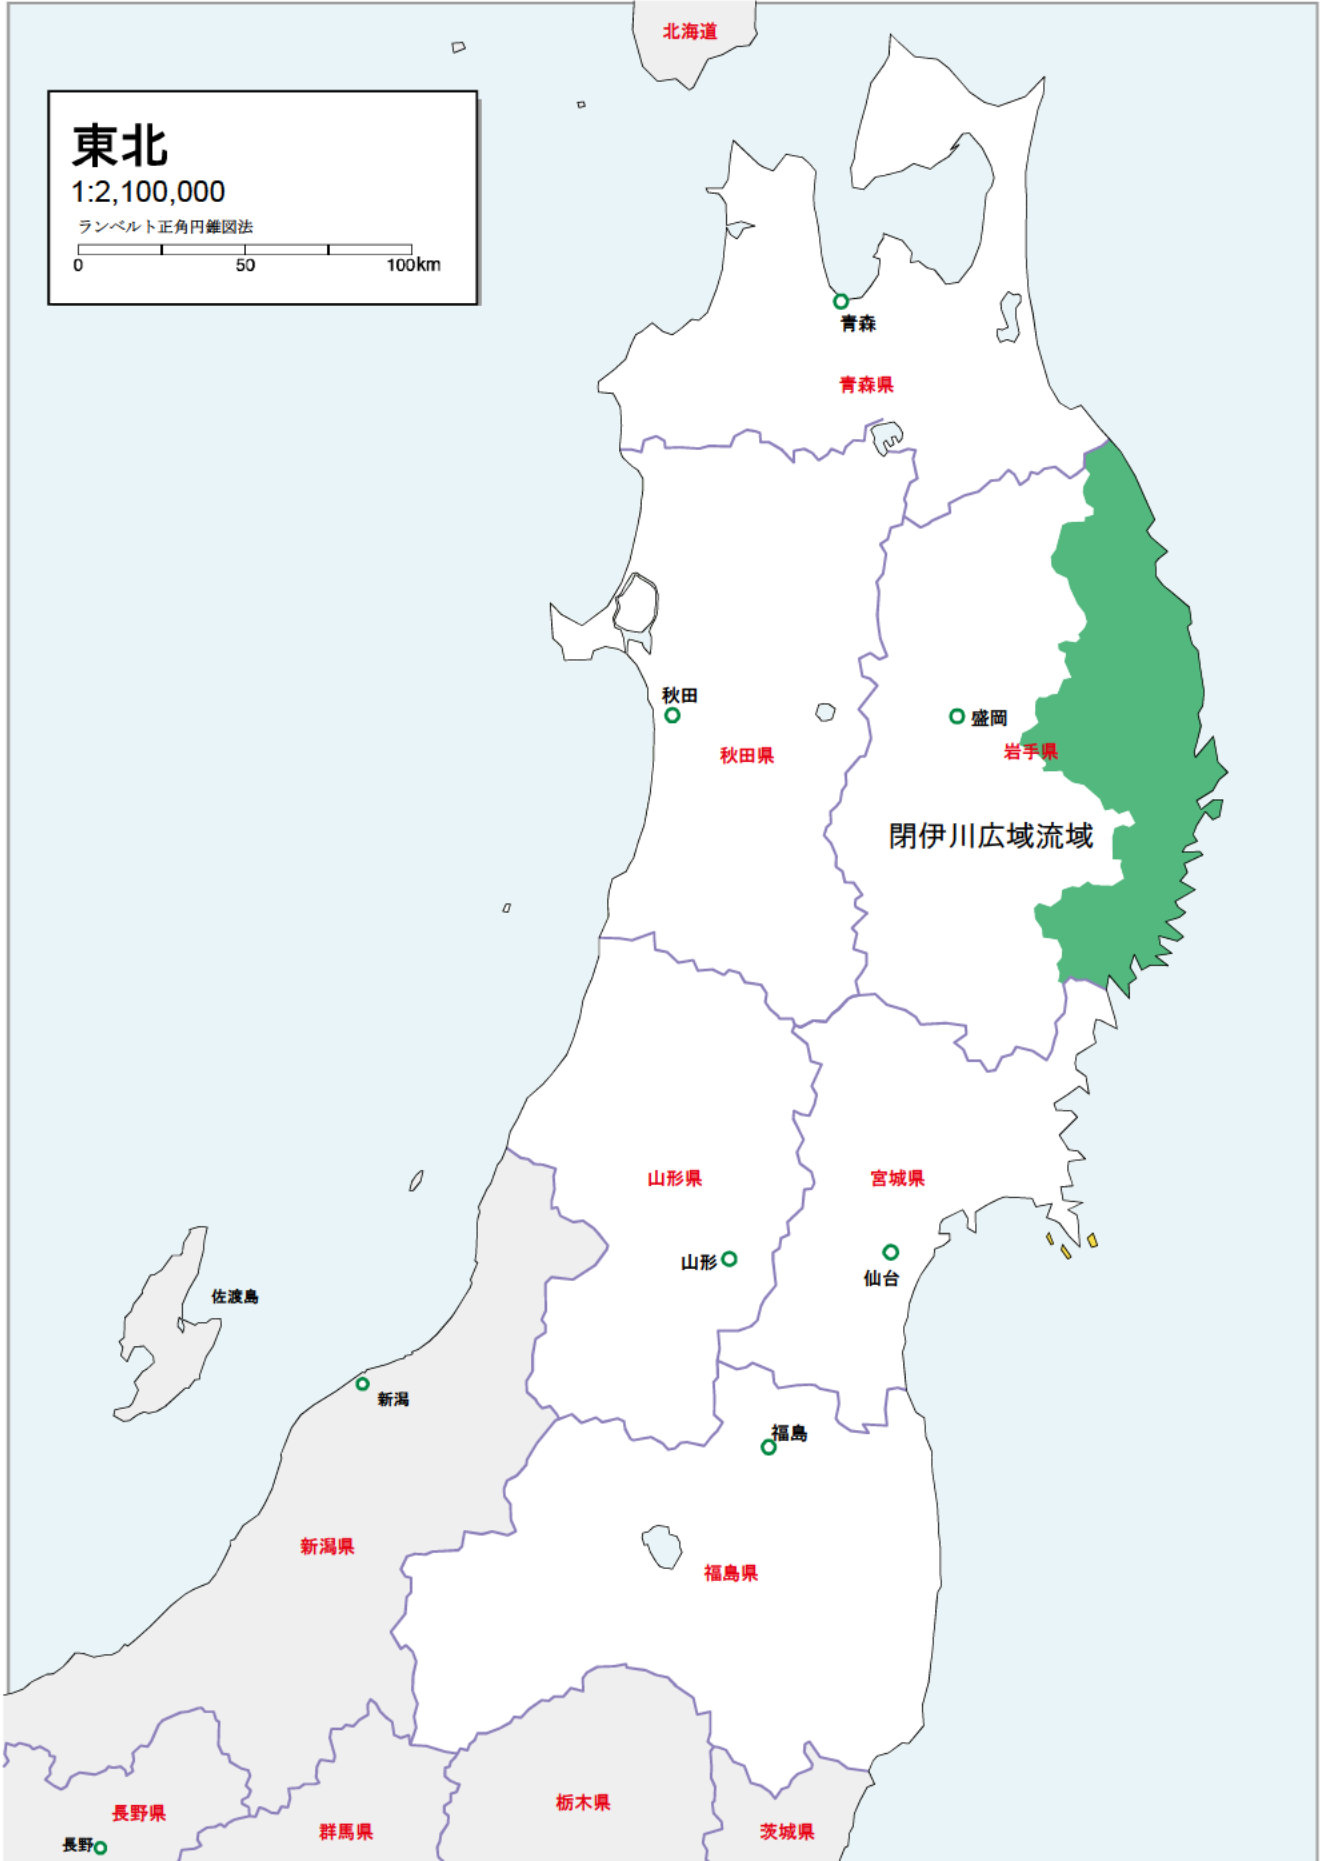 北海道
東北
1:2,100,000
ランベルト正角円錐図法
0 50 100km
青森
青森県
秋田
盛岡
秋田県
岩手県
閉伊川広域流域
山形県
宮城県
山形
仙台
佐渡島
新潟
福島
新潟県
福島県
長野県
栃木県
群馬県
茨城県
長野